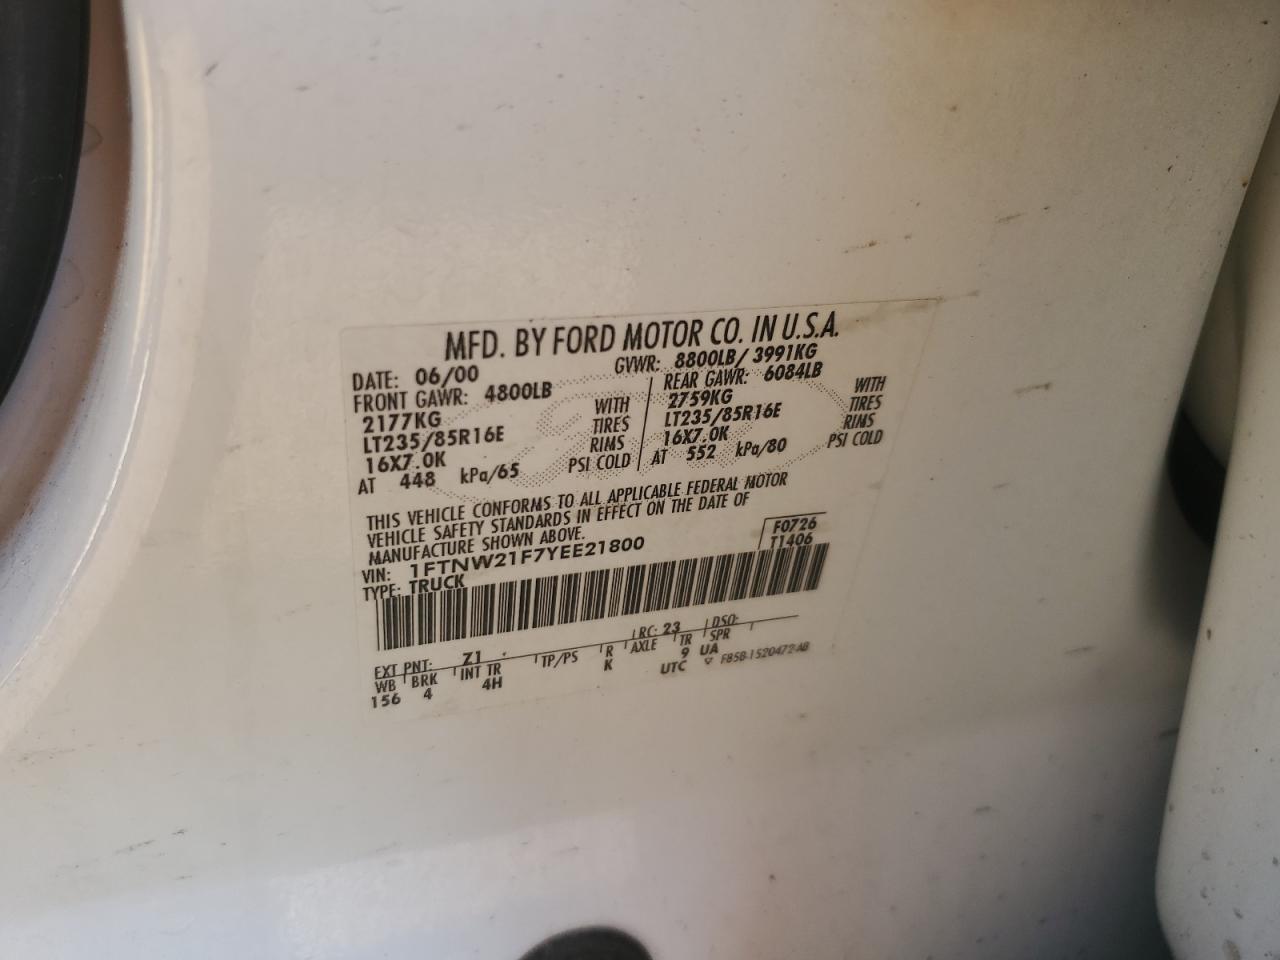 MFD. BY FORD MOTOR CO. IN U.S.A.
DATE: 06/00 GVWR: 8800LB/ 3991KG
FRONT GAWR: 4800LB REAR GAWR: 6084LB
2177KG WITH 2759KG WITH
LT235/85R16E TIRES LT235/85R16E TIRES
16X7.0K RIMS 16X7.0K RIMS
AT 448 kPa/65 PSI COLD AT 552 kPa/80 PSI COLD
THIS VEHICLE CONFORMS TO ALL APPLICABLE FEDERAL MOTOR
VEHICLE SAFETY STANDARDS IN EFFECT ON THE DATE OF
MANUFACTURE SHOWN ABOVE.
VIN: 1FTNW21F7YEE21800 F0726
TYPE: TRUCK T1406
EXT PNT: Z1 RC: 23 DSO:
WB BRK INT TR TP/PS R AXLE TR SPR
156 4 4H K 9 UA
UTC F85B-1520472-AB